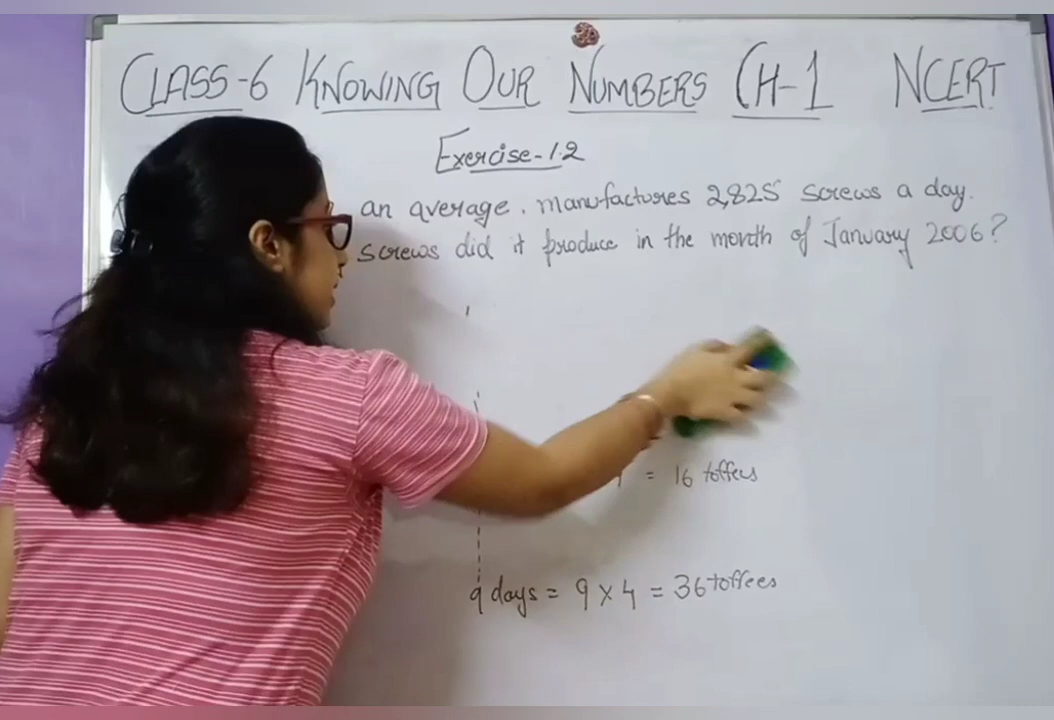 CLASS-6 KNOWING OUR NUMBERS CH-1 NCERT
Exercise-1.2
an average, manufactures 2,825 screws a day.
screws did it produce in the month of January 2006?
= 16 toffees
9 days = 9 × 4 = 36 toffees